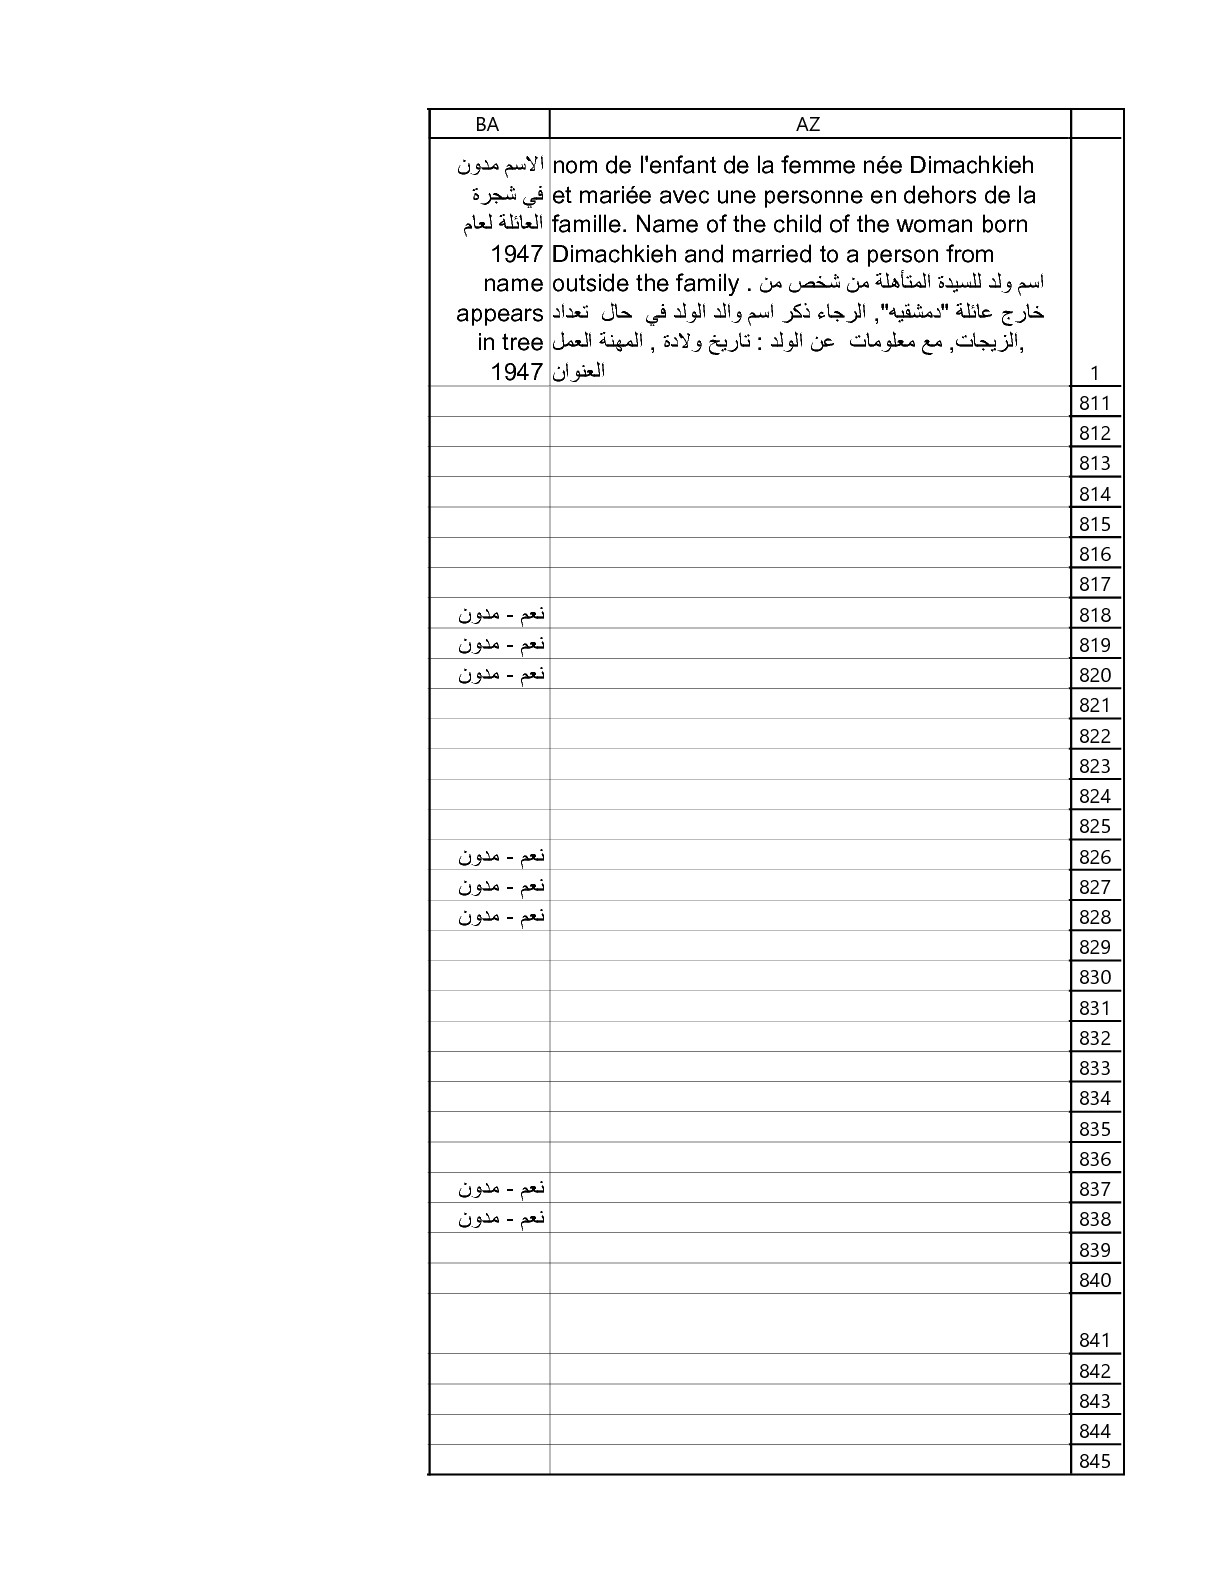 BA AZ
الاسم مدون
في شجرة
العائلة لعام
1947
name
appears
in tree
1947
nom de l'enfant de la femme née Dimachkieh
et mariée avec une personne en dehors de la
famille. Name of the child of the woman born
Dimachkieh and married to a person from
outside the family . اسم ولد للسيدة المتأهلة من شخص من
خارج عائلة "دمشقيه", الرجاء ذكر اسم والد الولد في حال تعداد
الزيجات, مع معلومات عن الولد : تاريخ ولادة , المهنة العمل,
العنوان
1
811
812
813
814
815
816
817
نعم - مدون 818
نعم - مدون 819
نعم - مدون 820
821
822
823
824
825
نعم - مدون 826
نعم - مدون 827
نعم - مدون 828
829
830
831
832
833
834
835
836
نعم - مدون 837
نعم - مدون 838
839
840
841
842
843
844
845